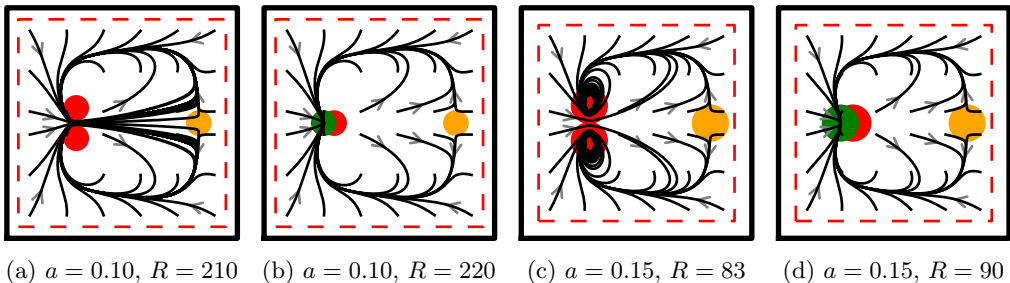 (a) a = 0.10, R = 210
(b) a = 0.10, R = 220
(c) a = 0.15, R = 83
(d) a = 0.15, R = 90